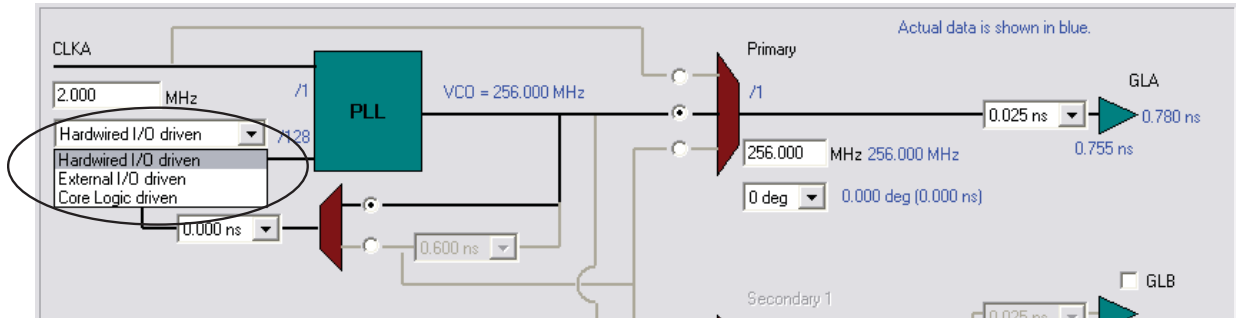 Actual data is shown in blue.
CLKA
Primary
GLA
2.000 MHz
/1
PLL
VCO = 256.000 MHz
/1
0.025 ns
0.780 ns
Hardwired I/O driven
/128
Hardwired I/O driven
External I/O driven
Core Logic driven
256.000 MHz 256.000 MHz
0.755 ns
0 deg
0.000 deg (0.000 ns)
0.000 ns
0.600 ns
Secondary 1
GLB
0.025 ns